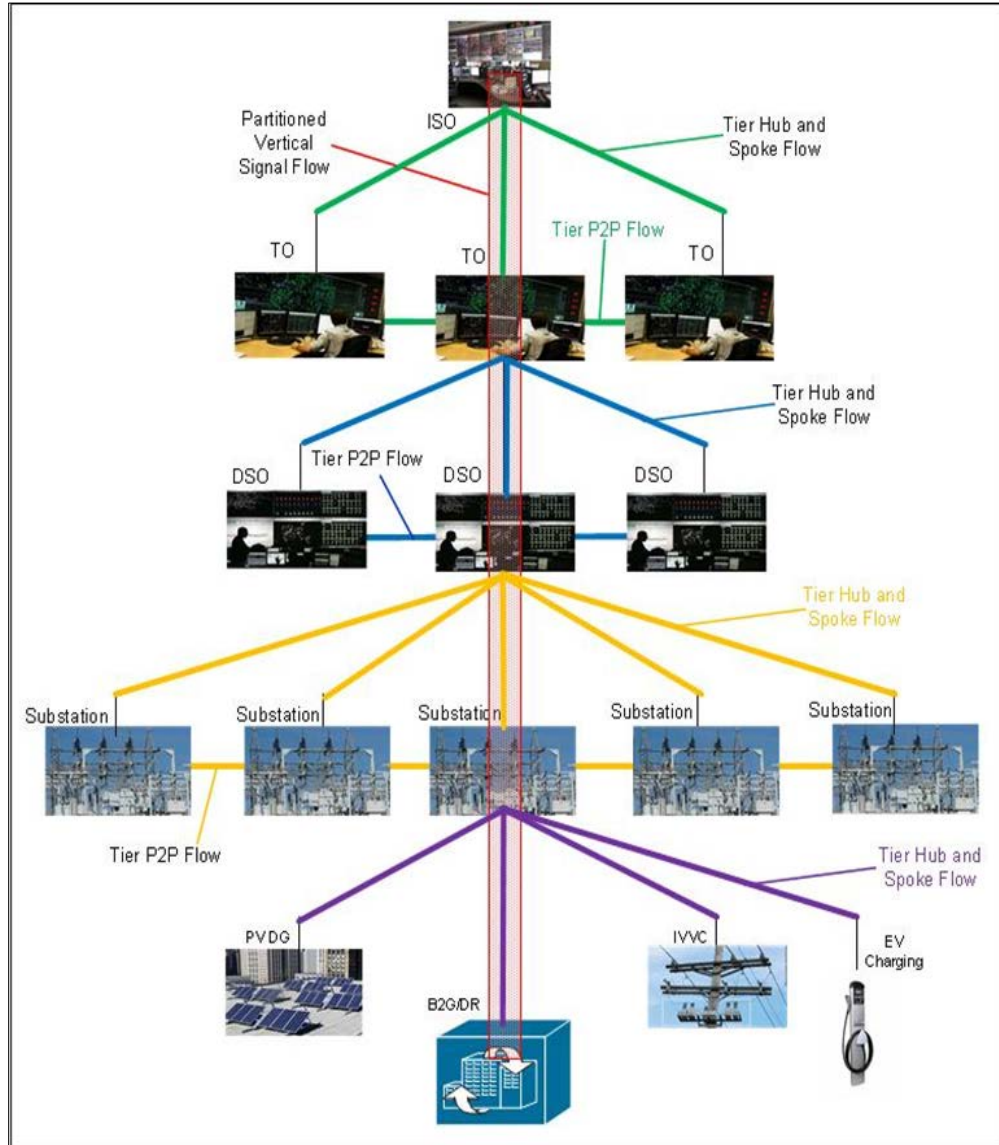 Partitioned
Vertical
Signal Flow
ISO
Tier Hub and
Spoke Flow
Tier P2P Flow
TO
TO
TO
Tier Hub and
Spoke Flow
Tier P2P Flow
DSO
DSO
DSO
Tier Hub and
Spoke Flow
Substation
Substation
Substation
Substation
Substation
Tier P2P Flow
Tier Hub and
Spoke Flow
PVDG
IVVC
EV
Charging
B2G/DR